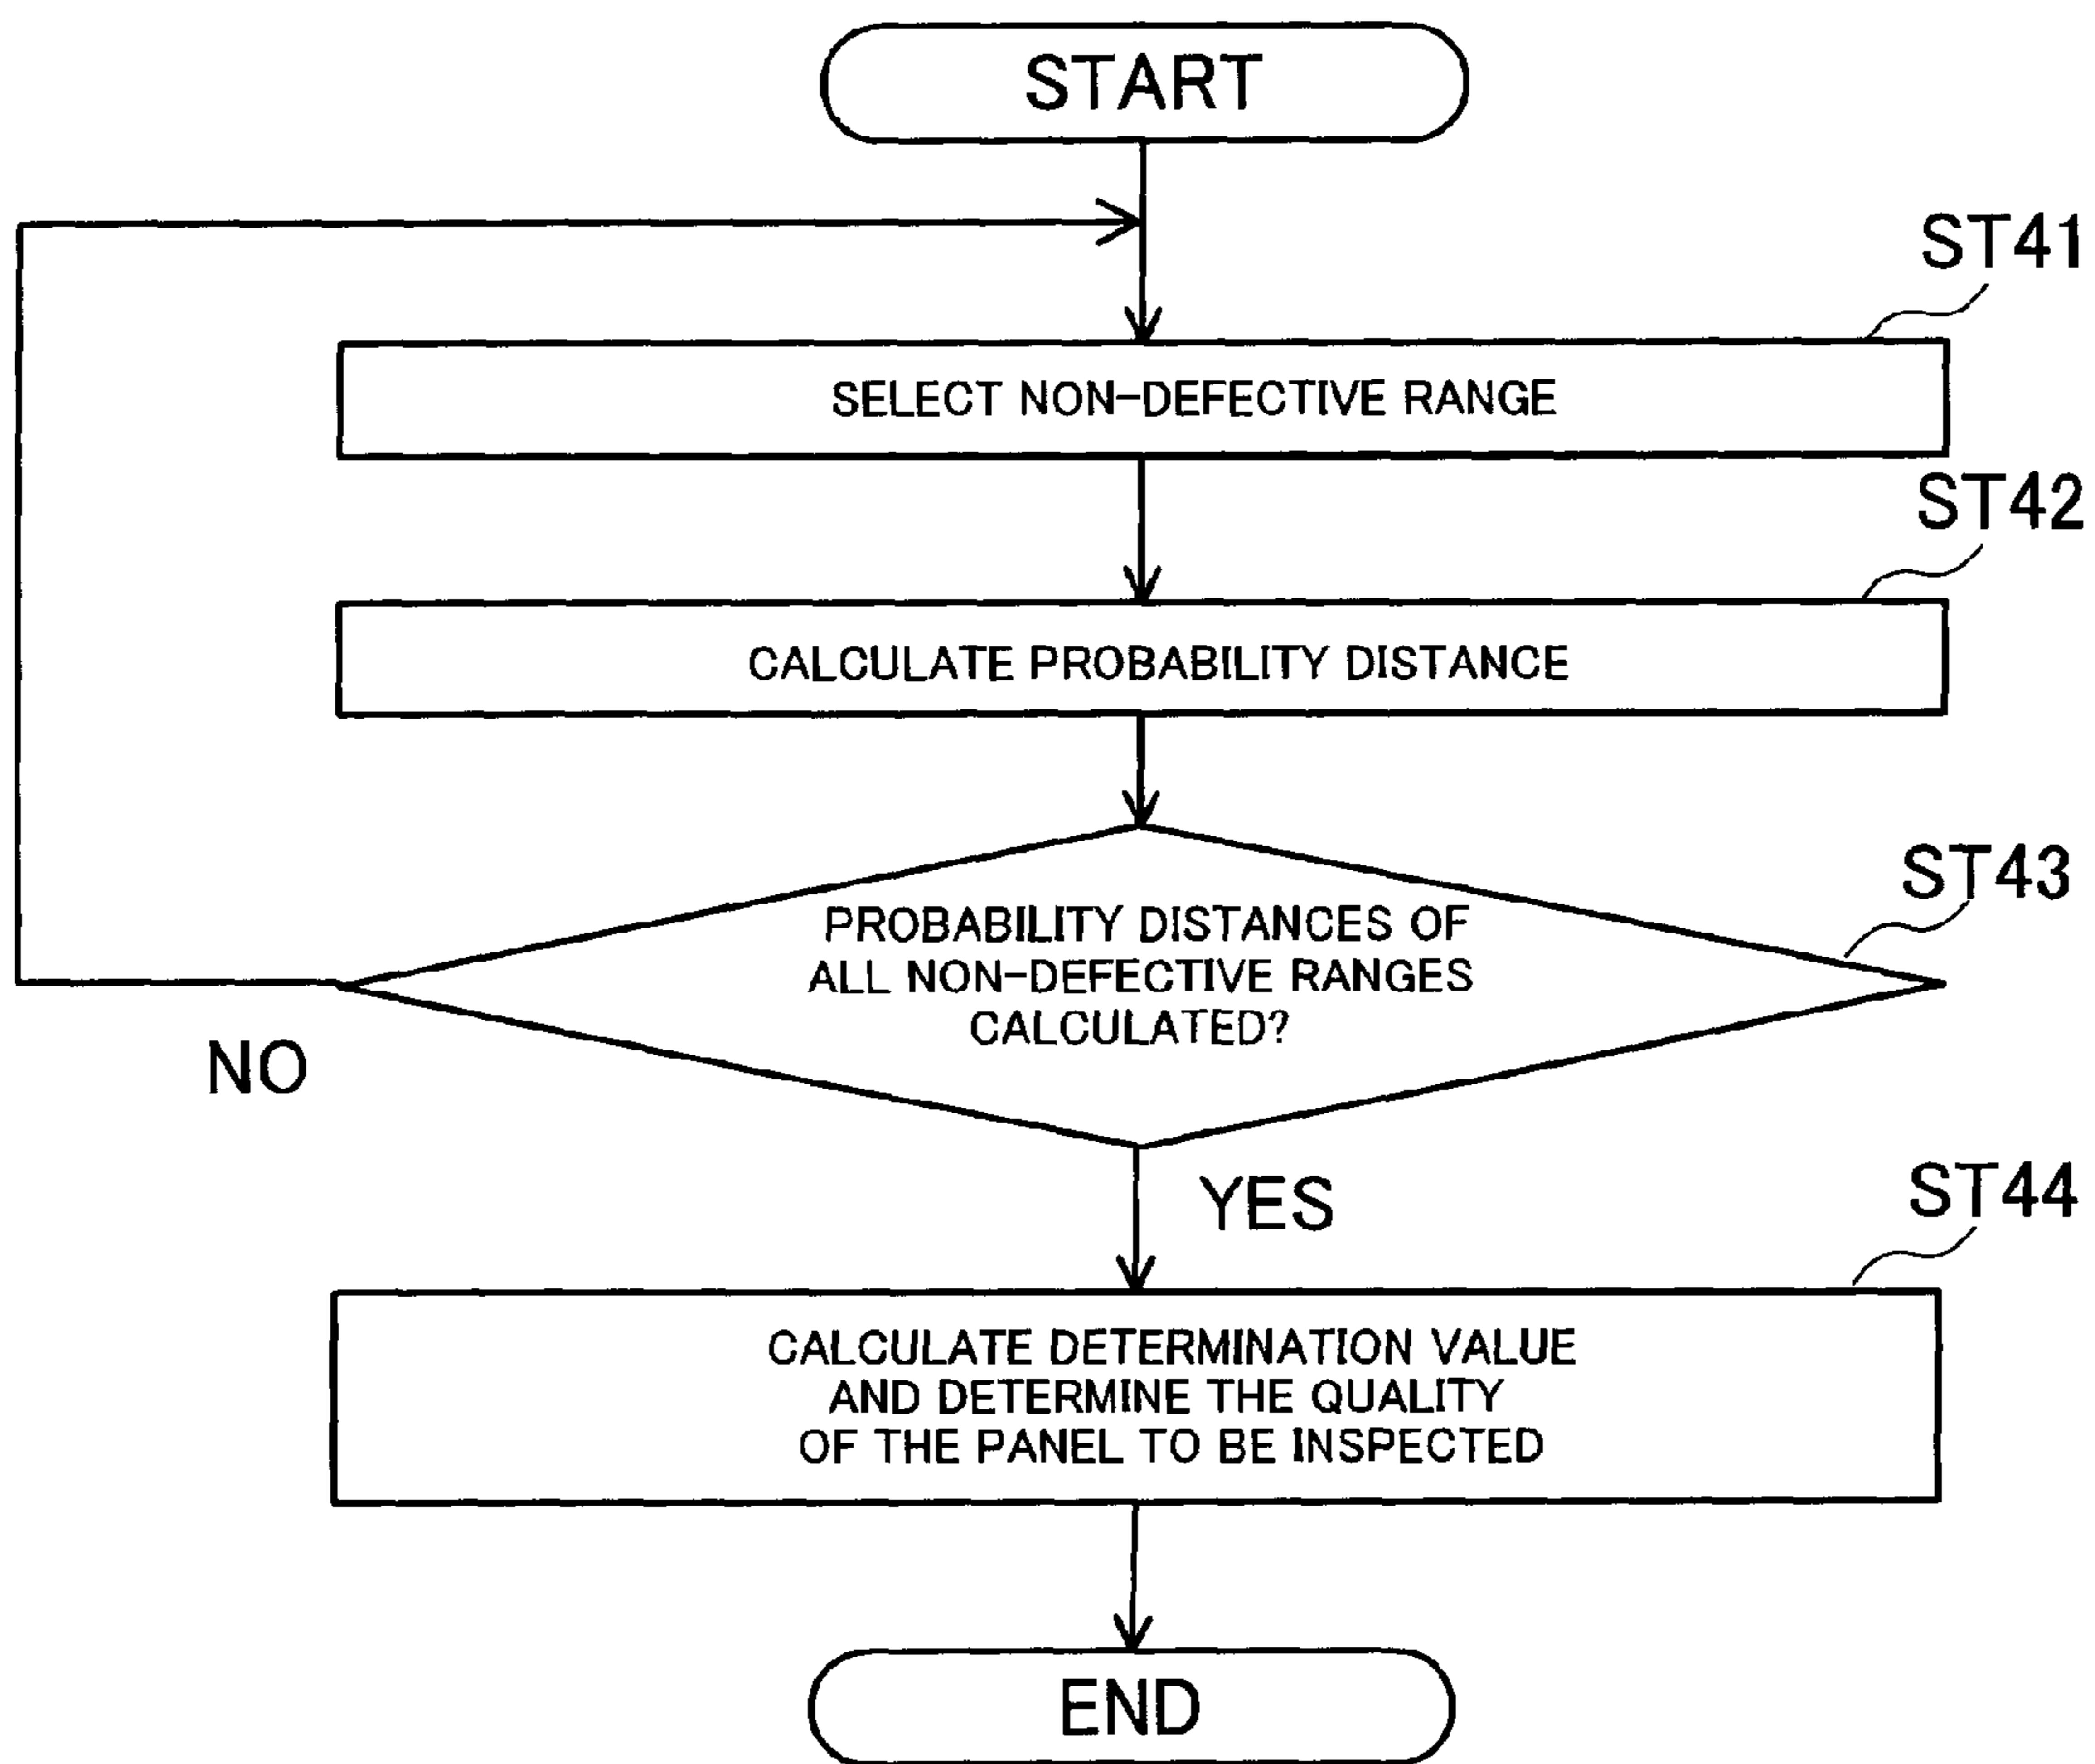 START
ST41
SELECT NON-DEFECTIVE RANGE
ST42
CALCULATE PROBABILITY DISTANCE
ST43
PROBABILITY DISTANCES OF
ALL NON-DEFECTIVE RANGES
CALCULATED?
NO
YES
ST44
CALCULATE DETERMINATION VALUE
AND DETERMINE THE QUALITY
OF THE PANEL TO BE INSPECTED
END